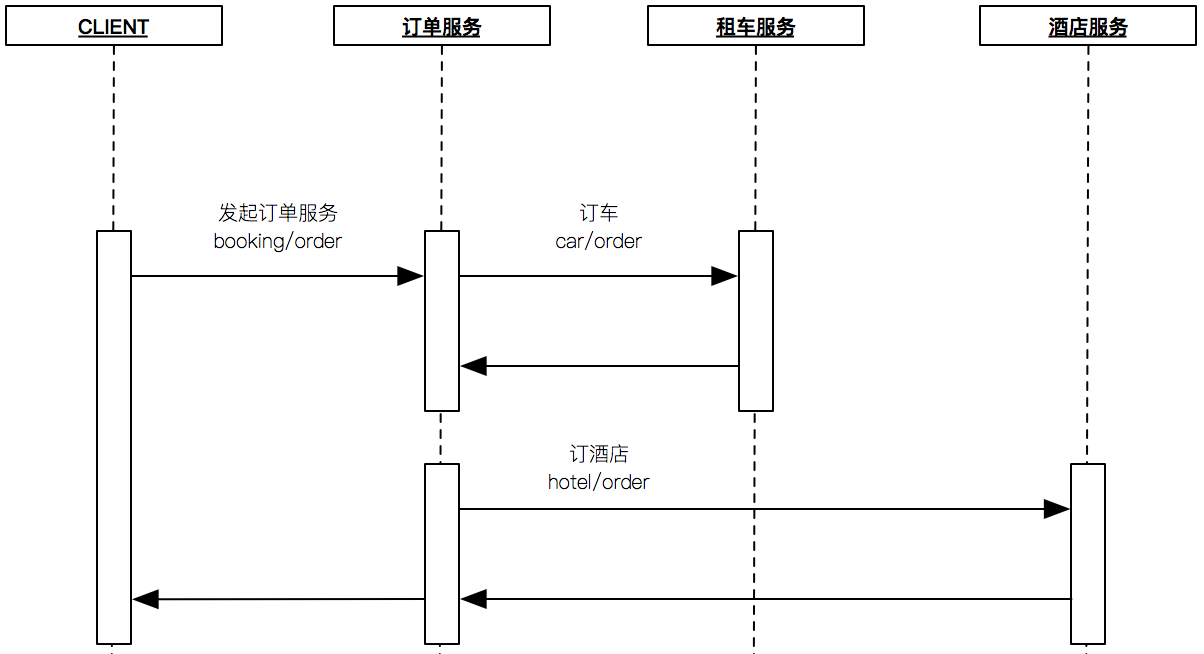 CLIENT
订单服务
租车服务
酒店服务
发起订单服务
booking/order
订车
car/order
订酒店
hotel/order